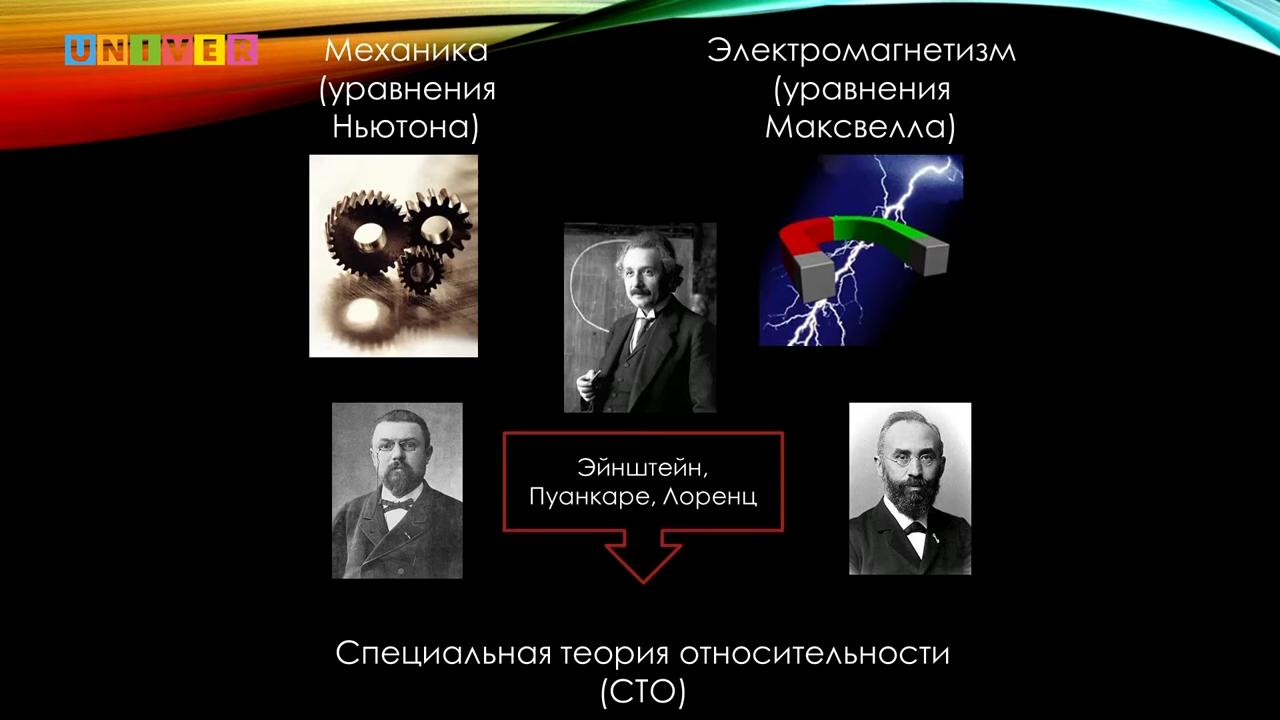 UNIVER
Механика
(уравнения
Ньютона)
Электромагнетизм
(уравнения
Максвелла)
Эйнштейн,
Пуанкаре, Лоренц
Специальная теория относительности
(СТО)